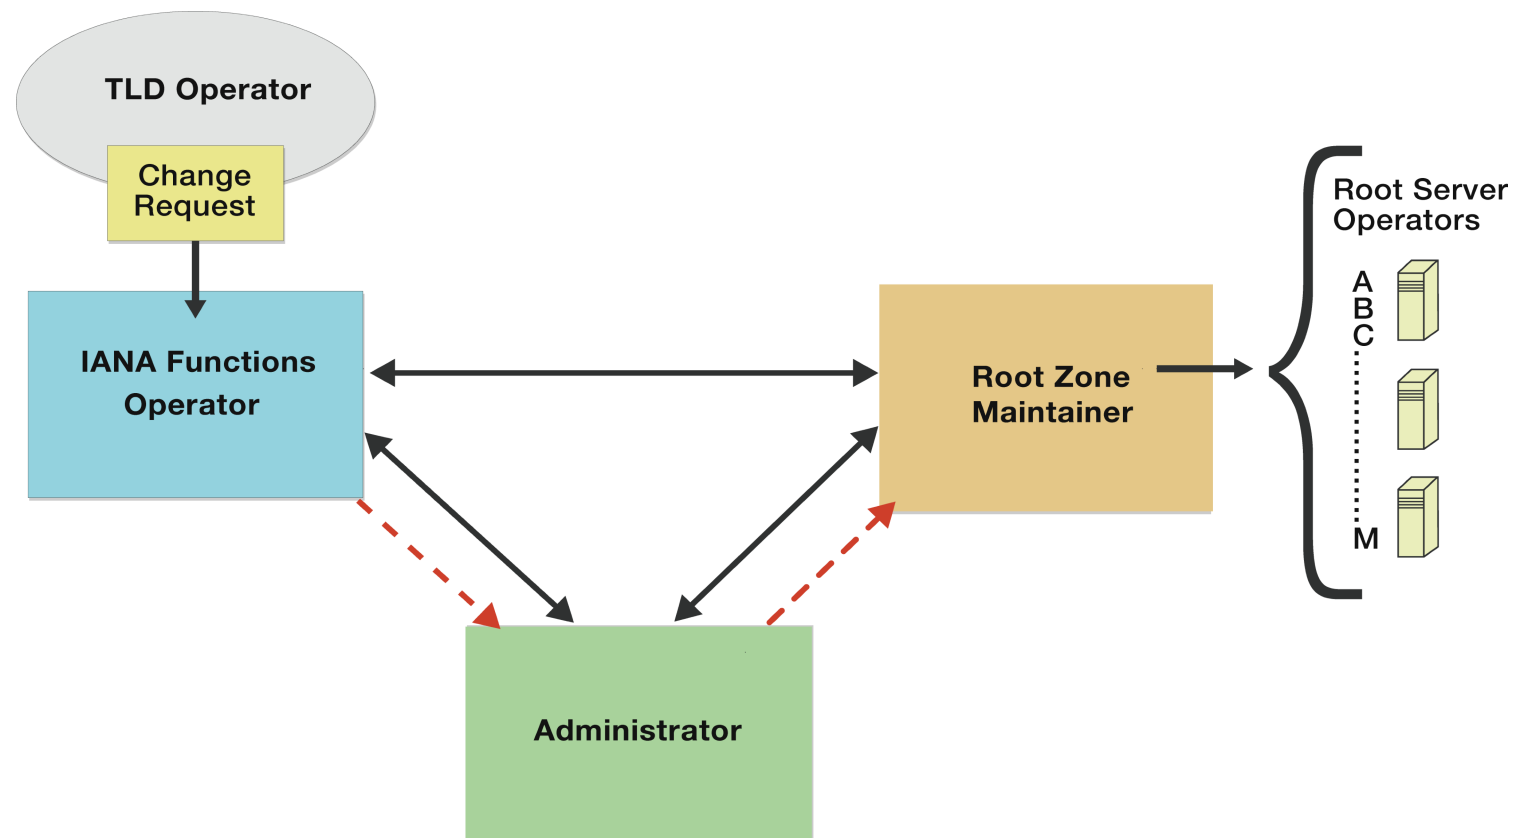 TLD Operator
Change
Request
IANA Functions
Operator
Root Zone
Maintainer
Administrator
Root Server
Operators
A
B
C
M